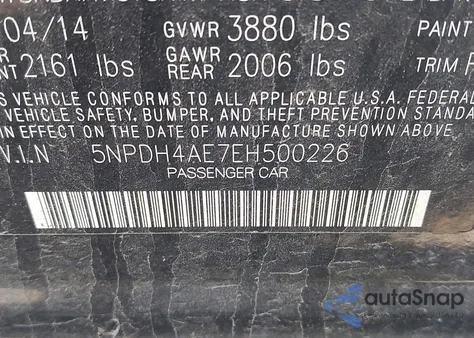 04/14 GVWR 3880 lbs PAINT
GAWR
2161 lbs REAR 2006 lbs TRIM
VEHICLE CONFORMS TO ALL APPLICABLE U.S.A. FEDERAL
VEHICLE SAFETY, BUMPER, AND THEFT PREVENTION
IN EFFECT ON THE DATE OF MANUFACTURE SHOWN ABOVE
V.I.N 5NPDH4AE7EH500226
PASSENGER CAR
autoSnap